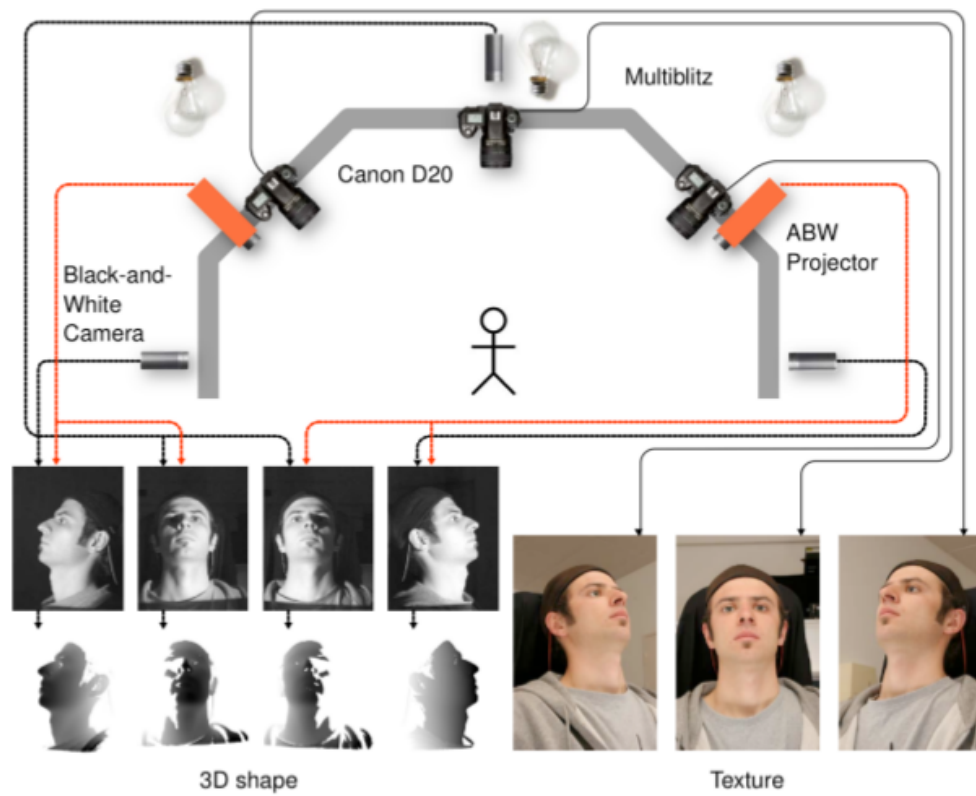 Multiblitz
Canon D20
ABW
Projector
Black-and-
White
Camera
3D shape
Texture